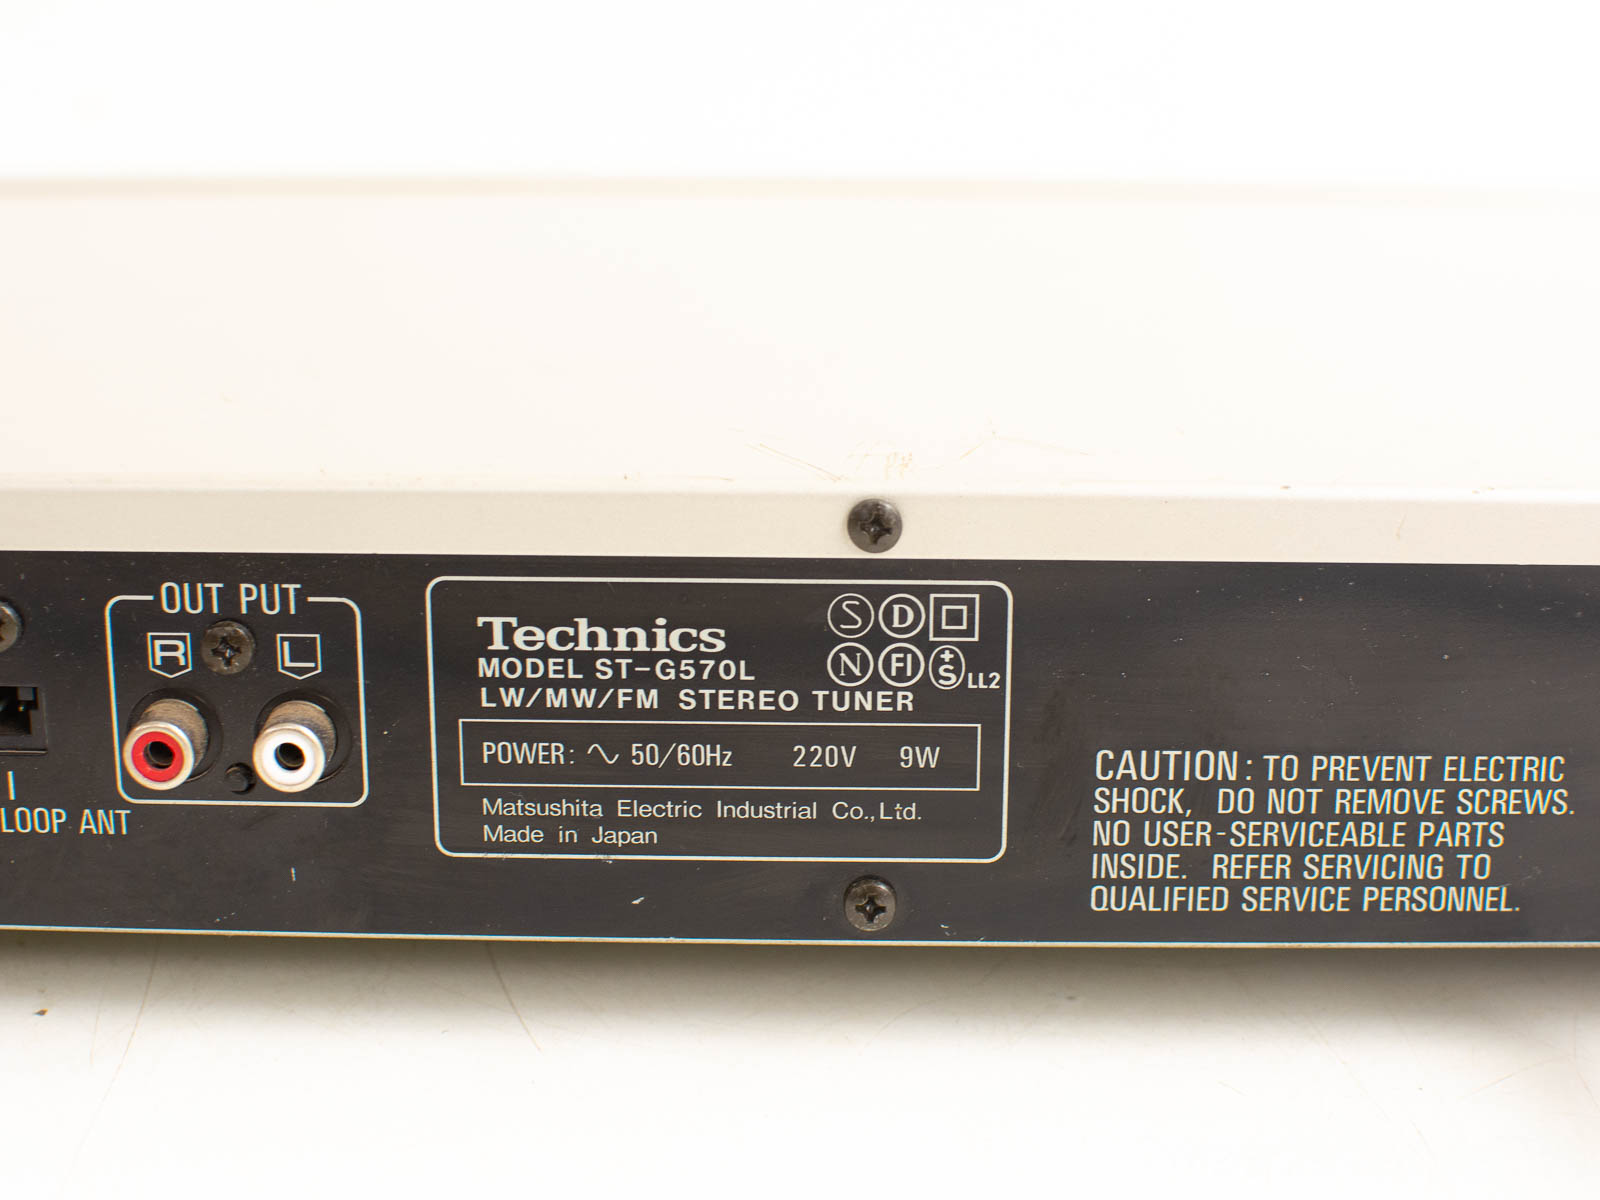 OUT PUT
R L
LOOP ANT
Technics
MODEL ST-G570L
LW/MW/FM STEREO TUNER
S D
N FI +S LL2
POWER: ∿ 50/60Hz 220V 9W
Matsushita Electric Industrial Co., Ltd.
Made in Japan
CAUTION: TO PREVENT ELECTRIC
SHOCK, DO NOT REMOVE SCREWS.
NO USER-SERVICEABLE PARTS
INSIDE. REFER SERVICING TO
QUALIFIED SERVICE PERSONNEL.